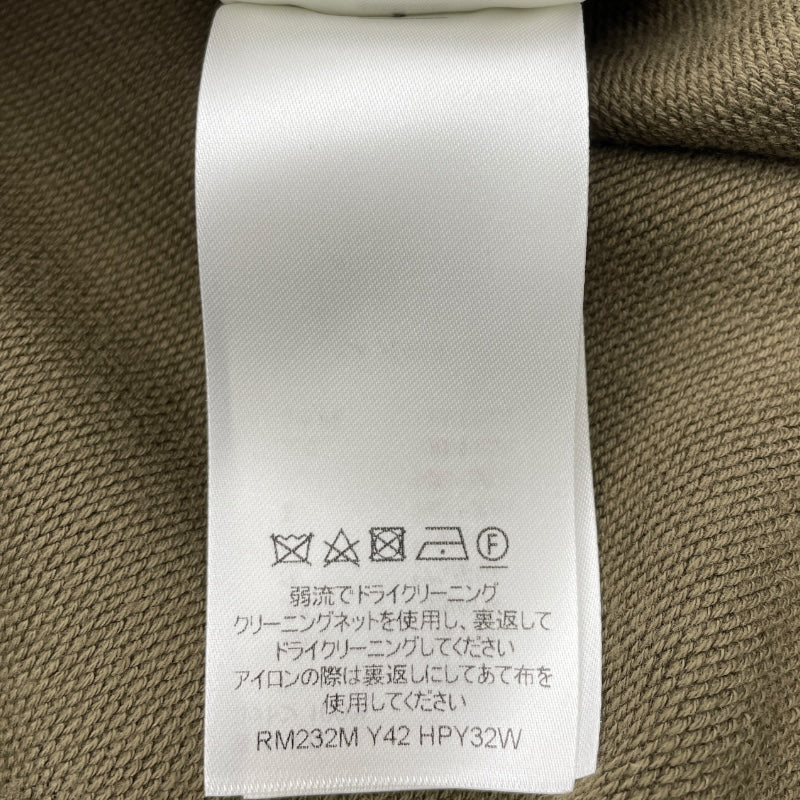 F
弱流でドライクリーニング
クリーニングネットを使用し、裏返して
ドライクリーニングしてください
アイロンの際は裏返しにしてあて布を
使用してください
RM232M Y42 HPY32W